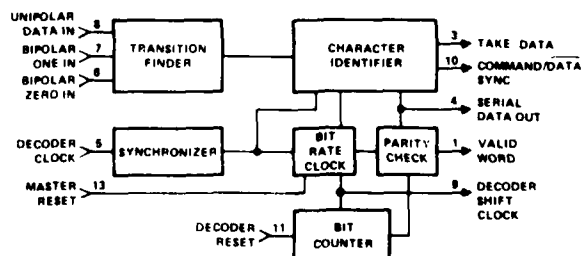 UNIPOLAR
DATA IN 8
BIPOLAR
ONE IN 7
BIPOLAR
ZERO IN 6
TRANSITION
FINDER
CHARACTER
IDENTIFIER
3 TAKE DATA
10 COMMAND/DATA
SYNC
4 SERIAL
DATA OUT
DECODER
CLOCK 5
SYNCHRONIZER
BIT
RATE
CLOCK
PARITY
CHECK
1 VALID
WORD
MASTER
RESET 13
9 DECODER
SHIFT
CLOCK
DECODER
RESET 11
BIT
COUNTER